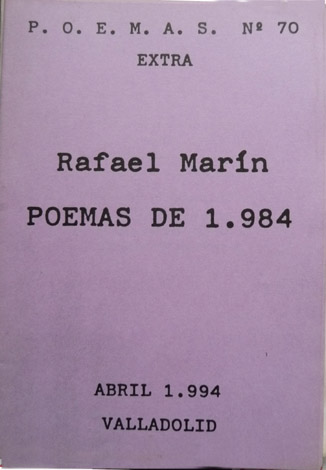 P. O. E. M. A. S. Nº 70
EXTRA
Rafael Marín
POEMAS DE 1.984
ABRIL 1.994
VALLADOLID